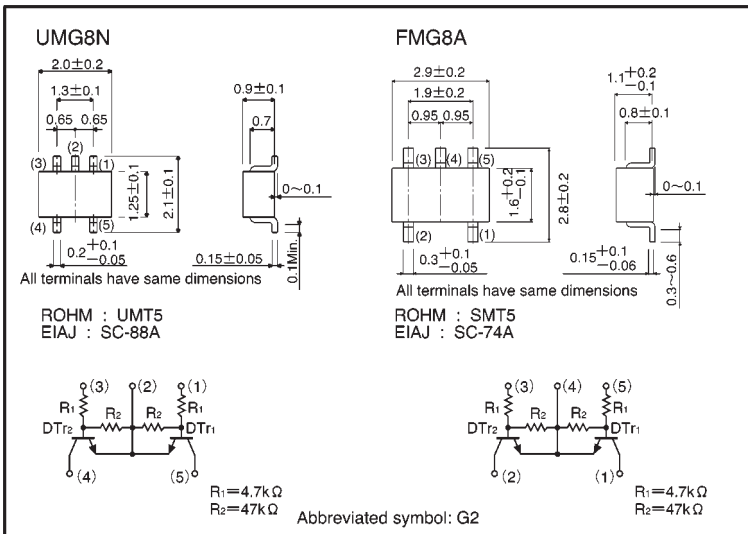 UMG8N
2.0±0.2
1.3±0.1
0.65 0.65
(2)
(3) (1)
(4) (5)
1.25±0.1
2.1±0.1
0.2 +0.1 −0.05
0.9±0.1
0.7
0~0.1
0.15±0.05
0.1Min.
All terminals have same dimensions
ROHM : UMT5
EIAJ : SC-88A
FMG8A
2.9±0.2
1.9±0.2
0.95 0.95
(3) (4) (5)
(2) (1)
1.6 +0.2 −0.1
2.8±0.2
0.3 +0.1 −0.05
1.1 +0.2 −0.1
0.8±0.1
0~0.1
0.15 +0.1 −0.06
0.3~0.6
All terminals have same dimensions
ROHM : SMT5
EIAJ : SC-74A
(3) (2) (1)
R1 R2 R2 R1
DTr2 DTr1
(4) (5)
R1=4.7kΩ
R2=47kΩ
(3) (4) (5)
R1 R2 R2 R1
DTr2 DTr1
(2) (1)
R1=4.7kΩ
R2=47kΩ
Abbreviated symbol: G2